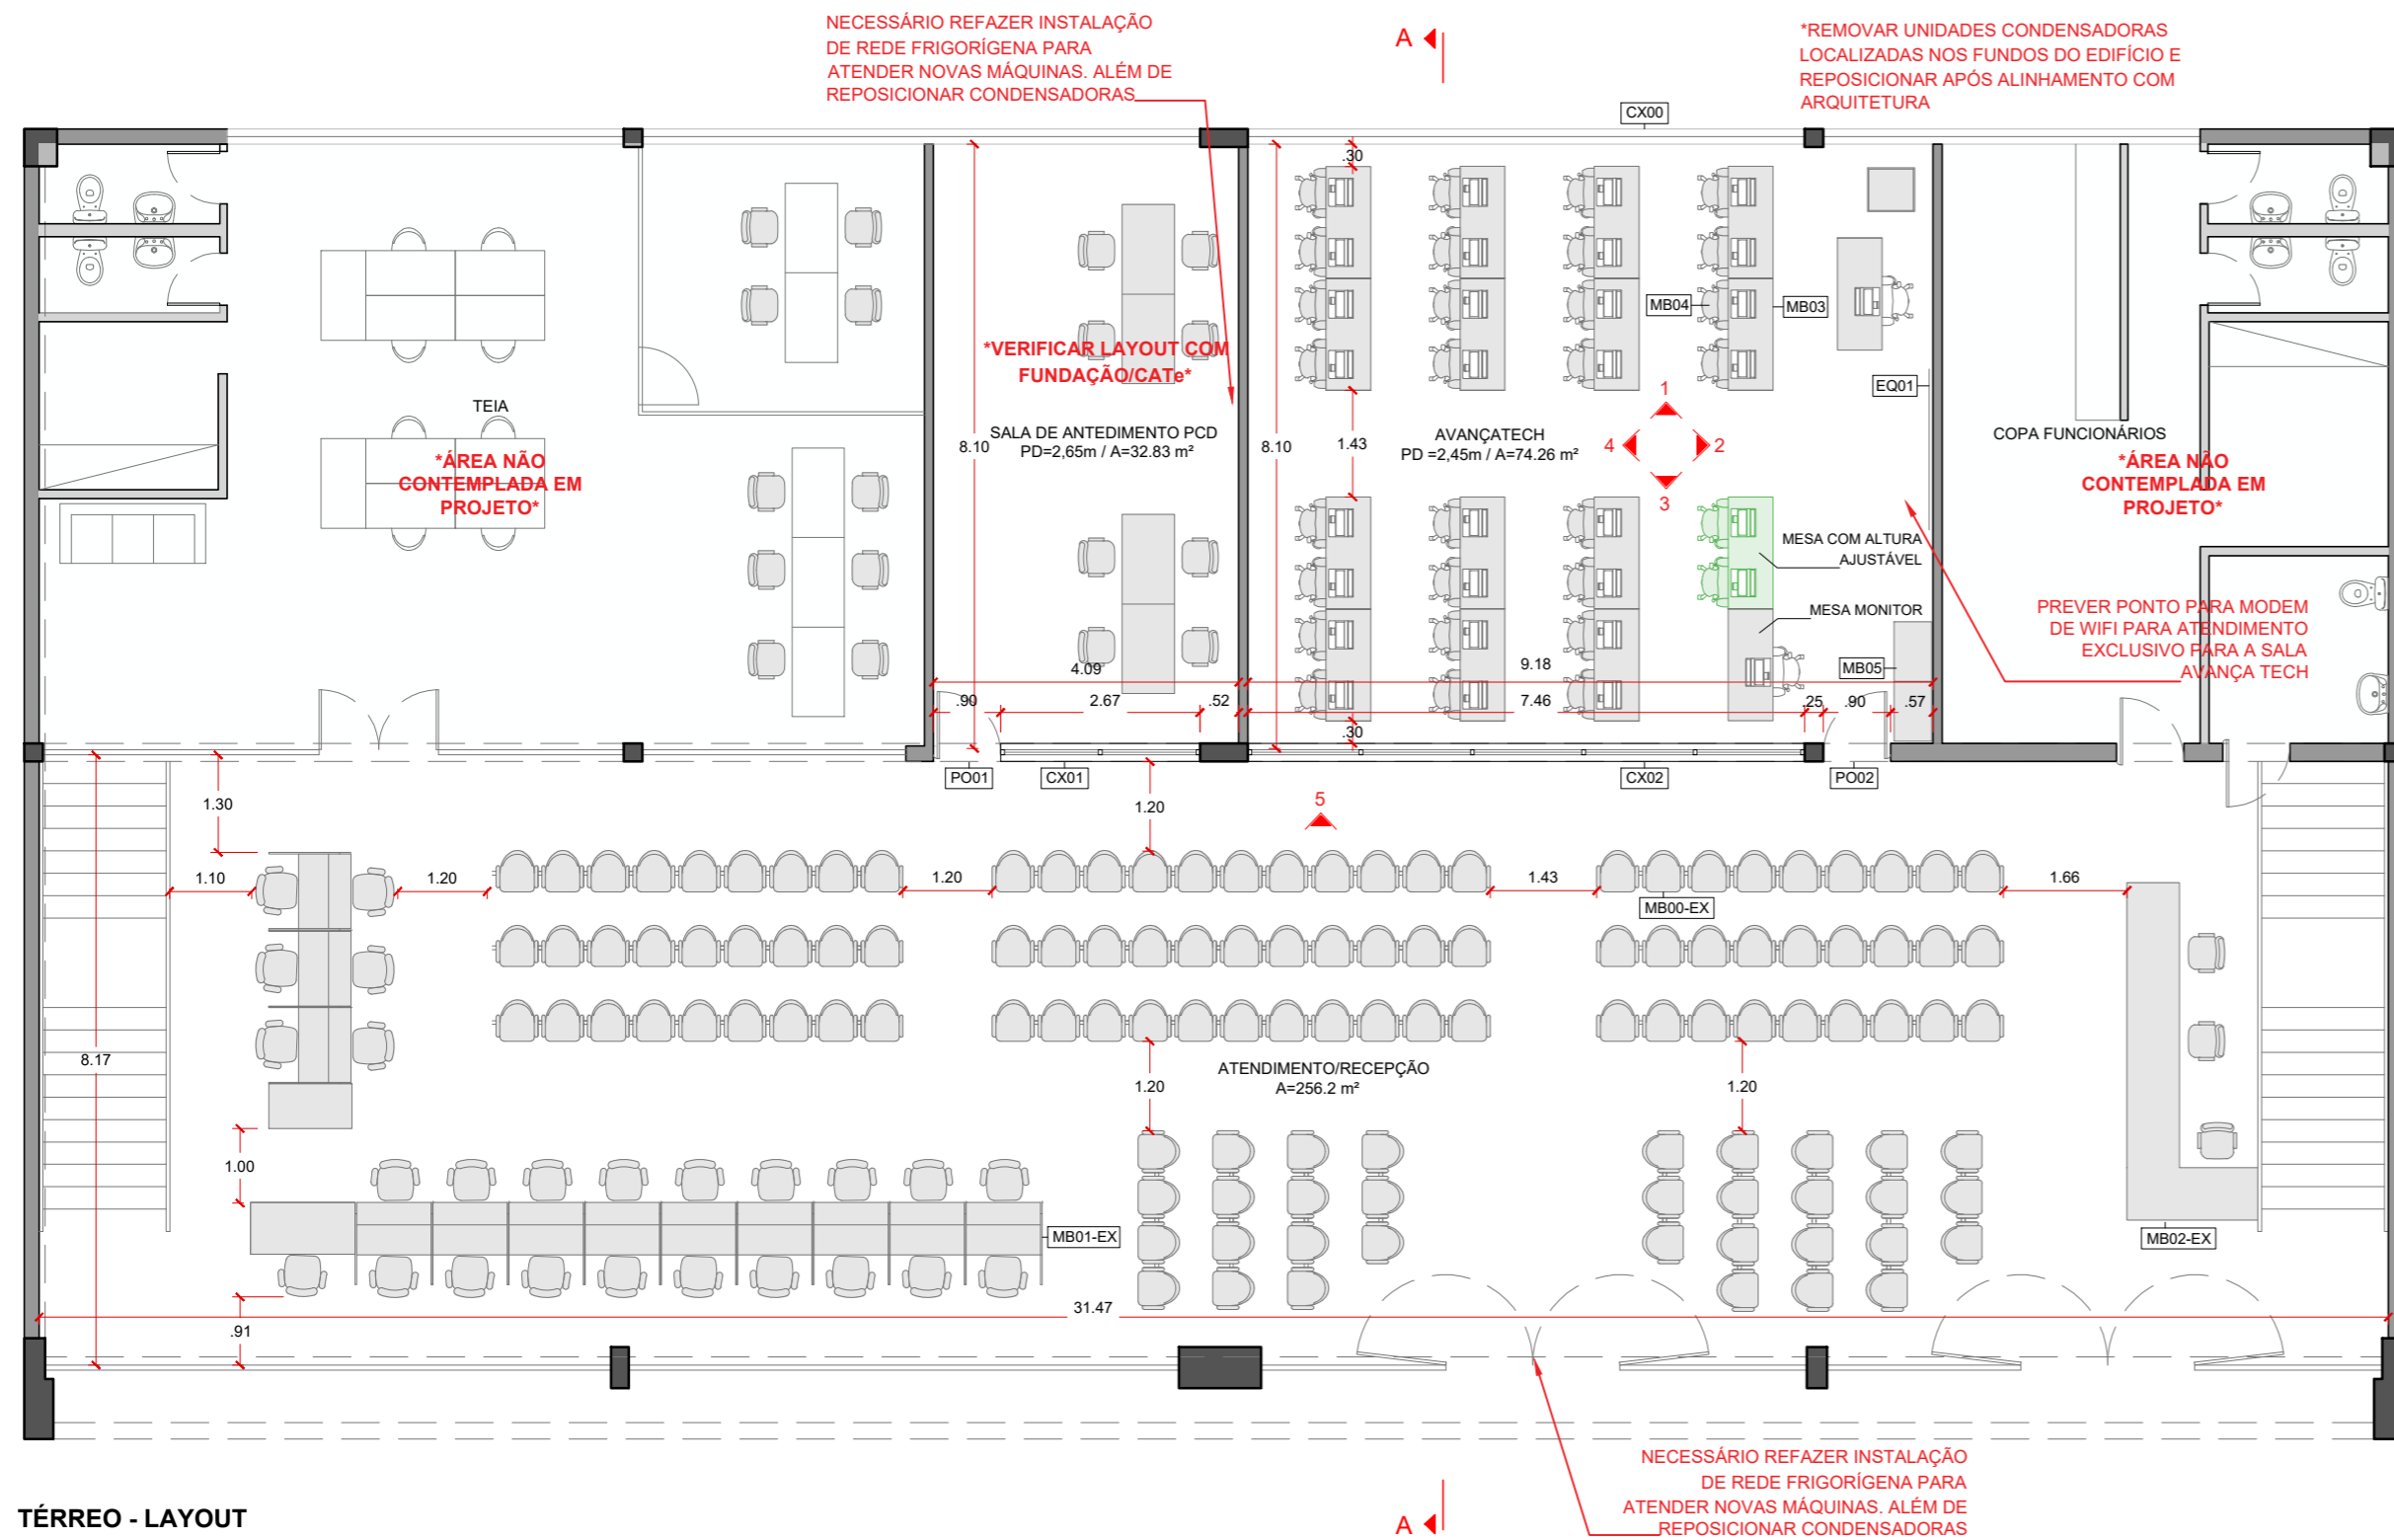 NECESSÁRIO REFAZER INSTALAÇÃO
DE REDE FRIGORÍGENA PARA
ATENDER NOVAS MÁQUINAS. ALÉM DE
REPOSICIONAR CONDENSADORAS
A
*REMOVAR UNIDADES CONDENSADORAS
LOCALIZADAS NOS FUNDOS DO EDIFÍCIO E
REPOSICIONAR APÓS ALINHAMENTO COM
ARQUITETURA
CX00
.30
MB04
MB03
*VERIFICAR LAYOUT COM
FUNDAÇÃO/CATe*
EQ01
1
TEIA
8.10
SALA DE ANTEDIMENTO PCD
PD=2,65m / A=32.83 m²
8.10
1.43
AVANÇATECH
PD =2,45m / A=74.26 m²
4
2
3
COPA FUNCIONÁRIOS
*ÁREA NÃO
CONTEMPLADA EM
PROJETO*
*ÁREA NÃO
CONTEMPLADA EM
PROJETO*
MESA COM ALTURA
AJUSTÁVEL
MESA MONITOR
PREVER PONTO PARA MODEM
DE WIFI PARA ATENDIMENTO
EXCLUSIVO PARA A SALA
AVANÇA TECH
4.09
9.18
MB05
.90
2.67
.52
7.46
.25
.90
.57
.30
PO01
CX01
CX02
PO02
1.30
1.20
5
1.10
1.20
1.20
1.43
1.66
MB00-EX
8.17
1.20
ATENDIMENTO/RECEPÇÃO
A=256.2 m²
1.20
1.00
MB01-EX
MB02-EX
31.47
.91
NECESSÁRIO REFAZER INSTALAÇÃO
DE REDE FRIGORÍGENA PARA
ATENDER NOVAS MÁQUINAS. ALÉM DE
REPOSICIONAR CONDENSADORAS
A
TÉRREO - LAYOUT